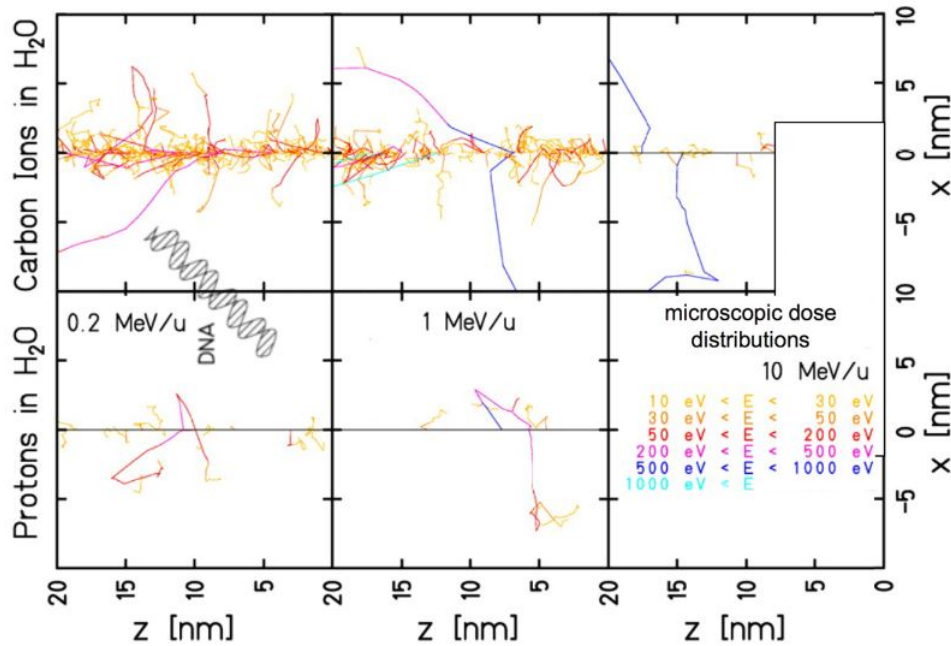 Carbon Ions in H₂O
Protons in H₂O
10
5
0
-5
10
5
0
-5
x [nm]
x [nm]
0.2 MeV/u
DNA
1 MeV/u
microscopic dose
distributions
10 MeV/u
10 eV < E < 30 eV
30 eV < E < 50 eV
50 eV < E < 200 eV
200 eV < E < 500 eV
500 eV < E < 1000 eV
1000 eV < E
20 15 10 5 20 15 10 5 20 15 10 5 0
z [nm] z [nm] z [nm]